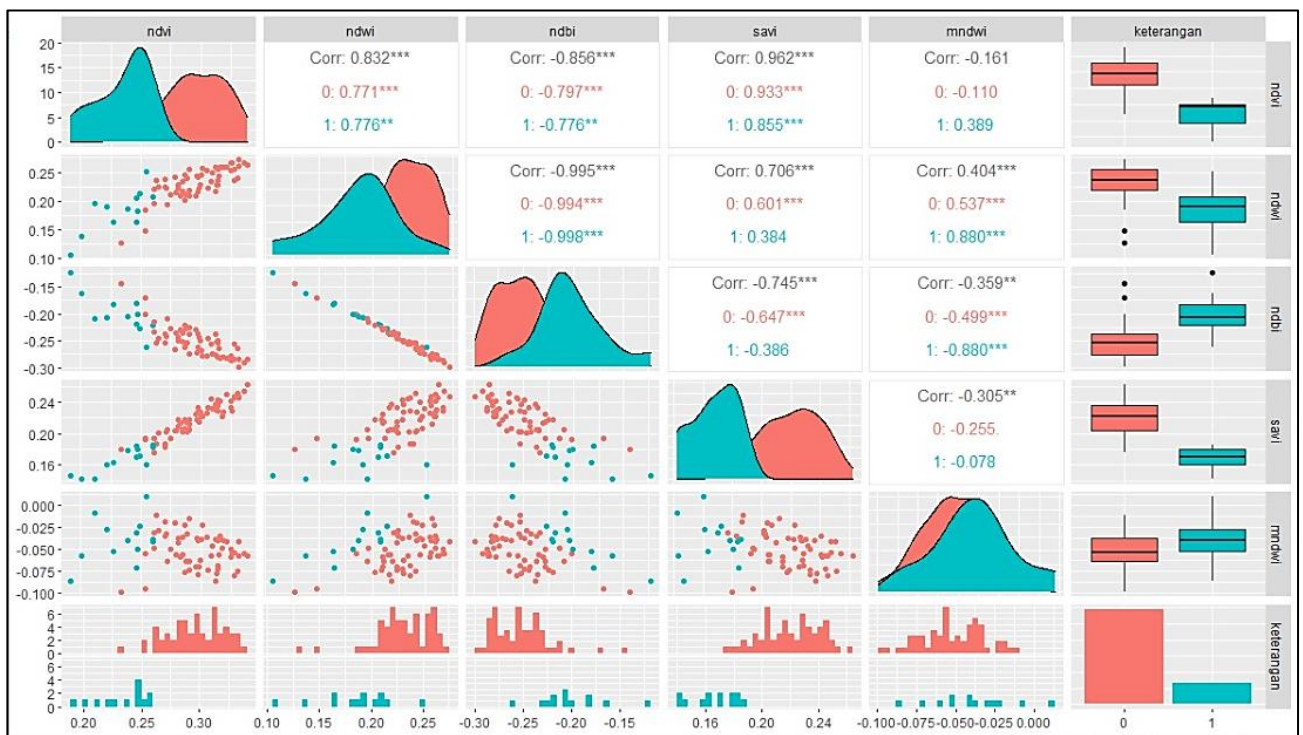 ndvi ndwi ndbi savi mndwi keterangan
20
15
10
5
0
Corr: 0.832***
0: 0.771***
1: 0.776**
Corr: -0.856***
0: -0.797***
1: -0.776**
Corr: 0.962***
0: 0.933***
1: 0.855***
Corr: -0.161
0: -0.110
1: 0.389
ndvi
0.25
0.20
0.15
0.10
Corr: -0.995***
0: -0.994***
1: -0.998***
Corr: 0.706***
0: 0.601***
1: 0.384
Corr: 0.404***
0: 0.537***
1: 0.880***
ndwi
-0.15
-0.20
-0.25
-0.30
Corr: -0.745***
0: -0.647***
1: -0.386
Corr: -0.359**
0: -0.499***
1: -0.880***
ndbi
0.24
0.20
0.16
Corr: -0.305**
0: -0.255.
1: -0.078
savi
0.000
-0.025
-0.050
-0.075
-0.100
mndwi
6
4
2
0
6
4
2
0
keterangan
0.20 0.25 0.30
0.10 0.15 0.20 0.25
-0.30 -0.25 -0.20 -0.15
0.16 0.20 0.24
-0.100 -0.075 -0.050 -0.025 0.000
0 1